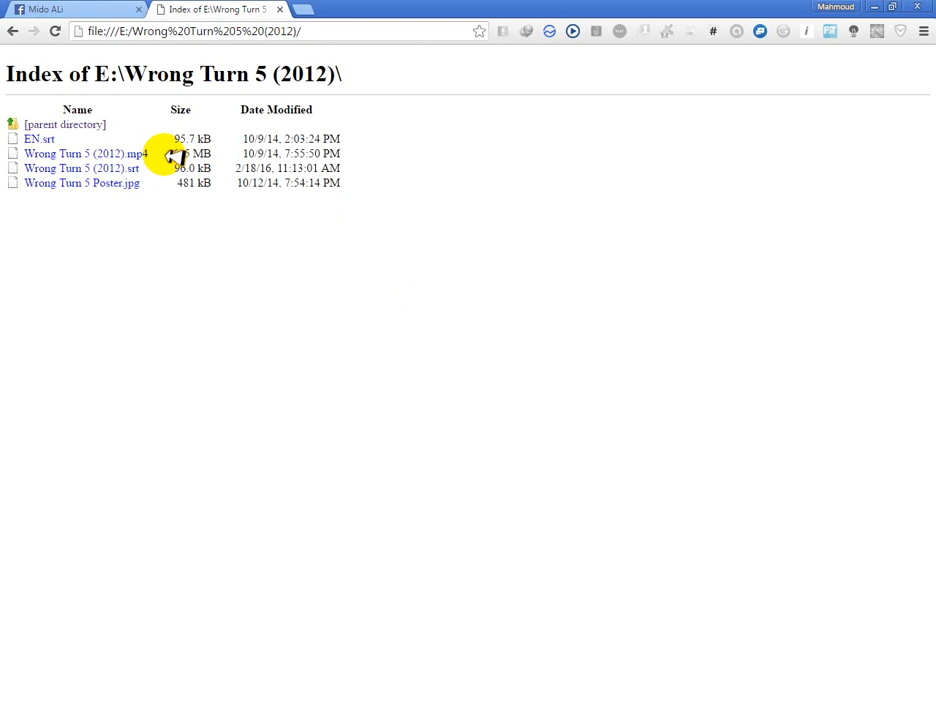 Mido ALi
Index of E:\Wrong Turn 5
Mahmoud
file:///E:/Wrong%20Turn%205%20(2012)/
Index of E:\Wrong Turn 5 (2012)\
Name Size Date Modified
[parent directory]
EN.srt 95.7 kB 10/9/14, 2:03:24 PM
Wrong Turn 5 (2012).mp4 MB 10/9/14, 7:55:50 PM
Wrong Turn 5 (2012).srt 96.0 kB 2/18/16, 11:13:01 AM
Wrong Turn 5 Poster.jpg 481 kB 10/12/14, 7:54:14 PM